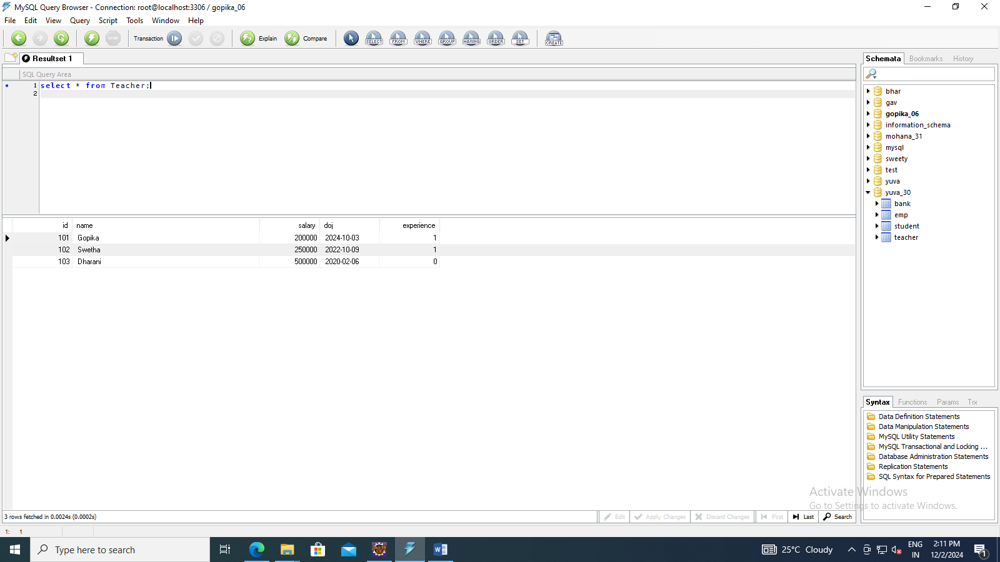 MySQL Query Browser - Connection: root@localhost:3306 / gopika_06
File Edit View Query Script Tools Window Help
STOP Transaction Explain Compare SELECT FROM WHERE GROUP HAVING ORDER SET CREATE
Resultset 1
SQL Query Area
1 select * from Teacher;
2
id name salary doj experience
101 Gopika 200000 2024-10-03 1
102 Swetha 250000 2022-10-09 1
103 Dharani 500000 2020-02-06 0
3 rows fetched in 0.0024s (0.0002s)
Edit Apply Changes Discard Changes First Last Search
1: 1
Schemata Bookmarks History
bhar
gav
gopika_06
information_schema
mohana_31
mysql
sweety
test
yuva
yuva_30
bank
emp
student
teacher
Syntax Functions Params Trx
Data Definition Statements
Data Manipulation Statements
MySQL Utility Statements
MySQL Transactional and Locking ...
Database Administration Statements
Replication Statements
SQL Syntax for Prepared Statements
Activate Windows
Go to Settings to activate Windows.
Type here to search
25°C Cloudy
ENG
IN
2:11 PM
12/2/2024
1